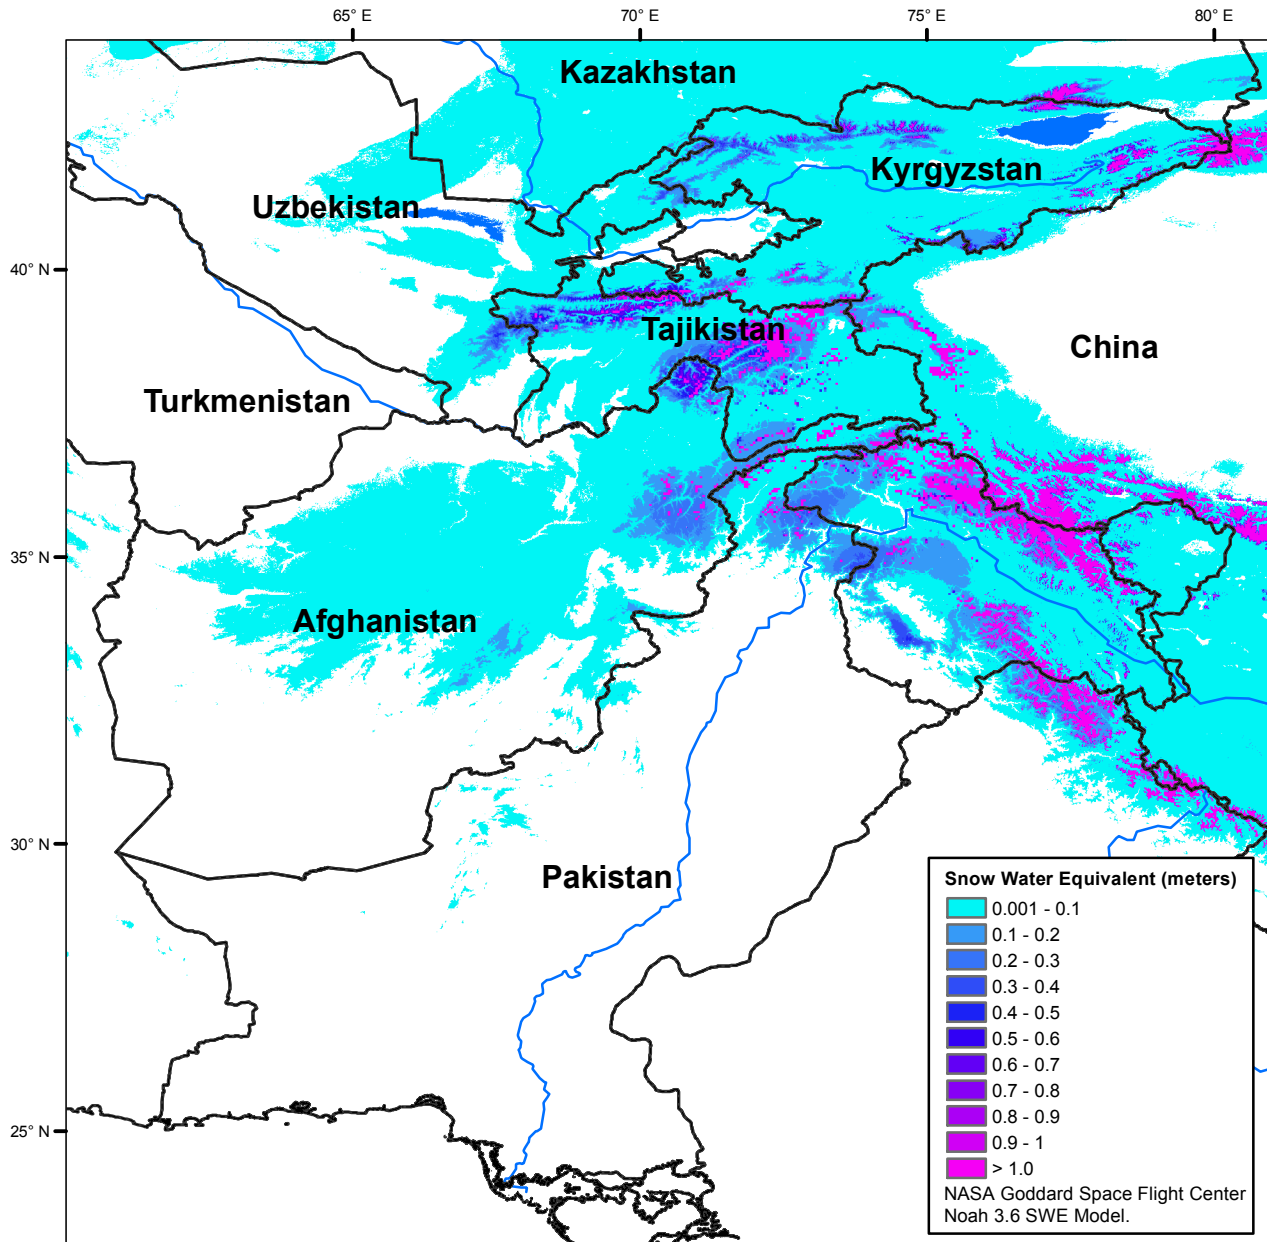 65° E 70° E 75° E 80° E
Kazakhstan
Kyrgyzstan
Uzbekistan
40° N
Tajikistan
China
Turkmenistan
35° N
Afghanistan
30° N
Pakistan
25° N
Snow Water Equivalent (meters)
0.001 - 0.1
0.1 - 0.2
0.2 - 0.3
0.3 - 0.4
0.4 - 0.5
0.5 - 0.6
0.6 - 0.7
0.7 - 0.8
0.8 - 0.9
0.9 - 1
> 1.0
NASA Goddard Space Flight Center
Noah 3.6 SWE Model.